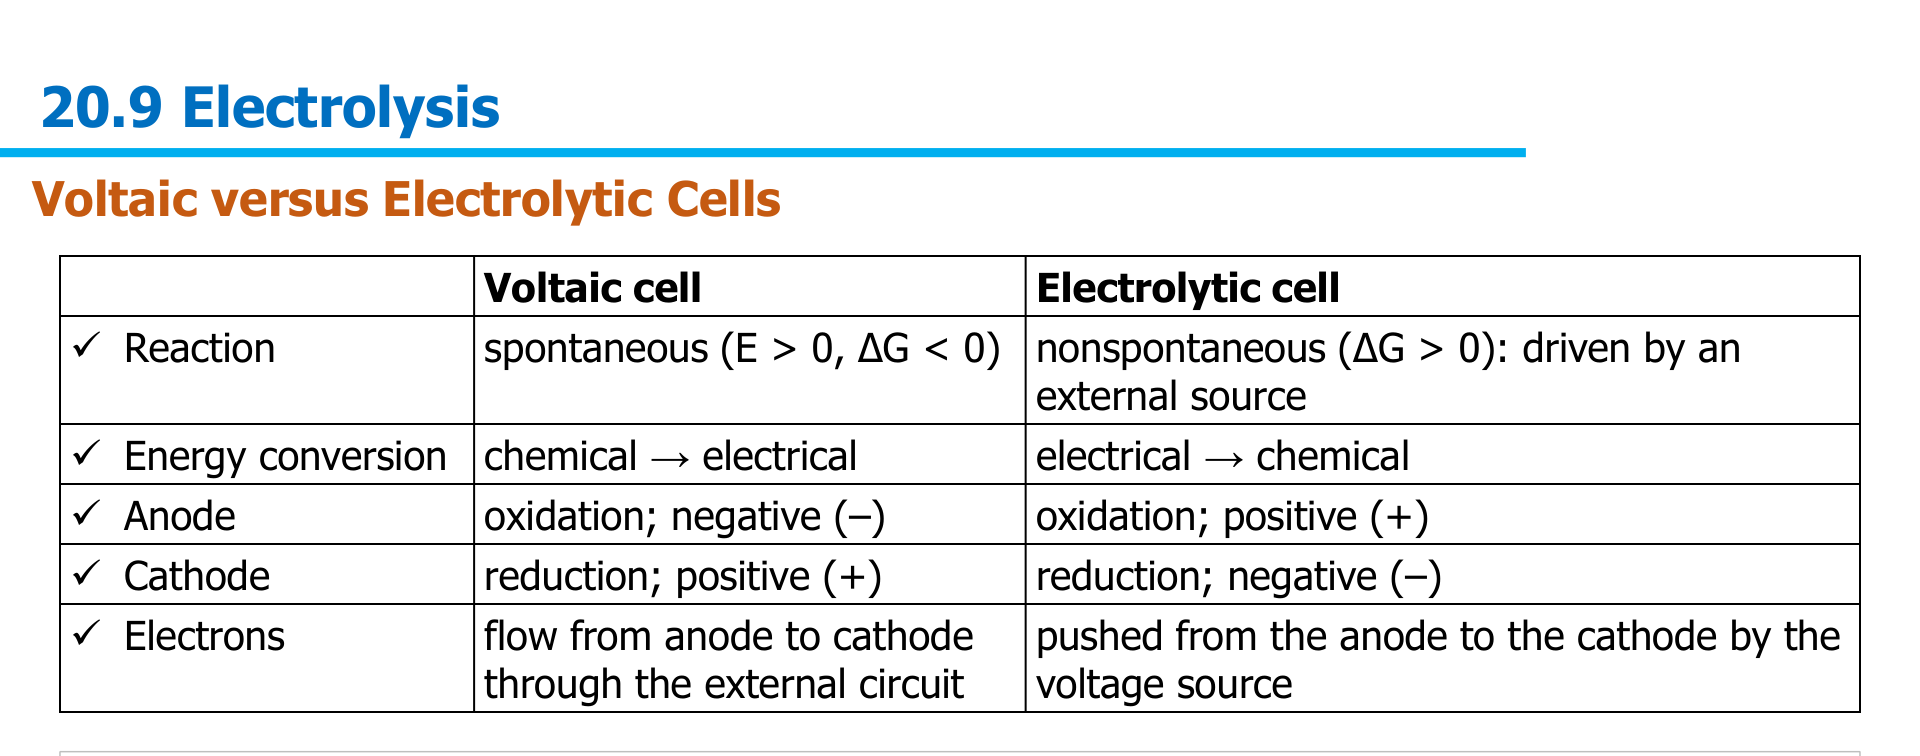 20.9 Electrolysis
Voltaic versus Electrolytic Cells
Voltaic cell
Electrolytic cell
✓ Reaction
spontaneous (E > 0, ΔG < 0)
nonspontaneous (ΔG > 0): driven by an
external source
✓ Energy conversion
chemical → electrical
electrical → chemical
✓ Anode
oxidation; negative (–)
oxidation; positive (+)
✓ Cathode
reduction; positive (+)
reduction; negative (–)
✓ Electrons
flow from anode to cathode
through the external circuit
pushed from the anode to the cathode by the
voltage source